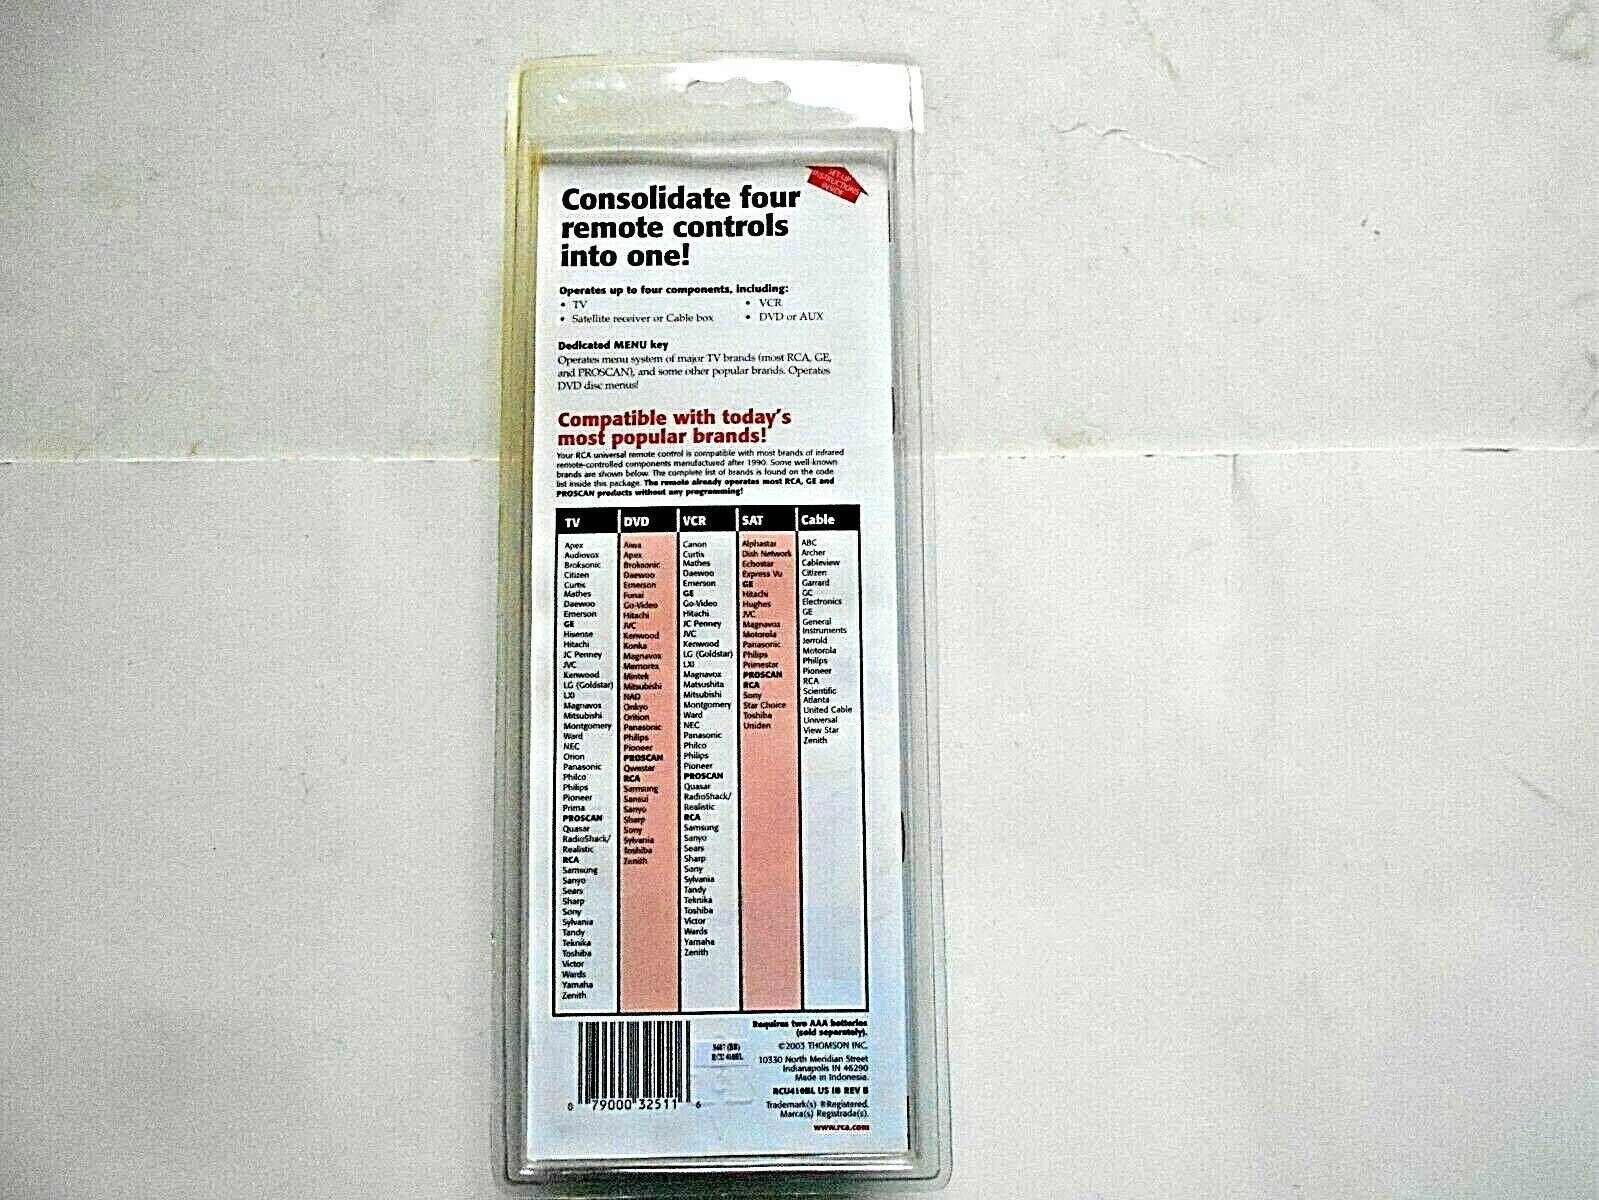 SET-UP
INSTRUCTIONS
INSIDE
Consolidate four
remote controls
into one!
Operates up to four components, including:
• TV
• VCR
• Satellite receiver or Cable box
• DVD or AUX
Dedicated MENU key
Operates menu system of major TV brands (most RCA, GE,
and PROSCAN), and some other popular brands. Operates
DVD disc menus!
Compatible with today's
most popular brands!
Your RCA universal remote control is compatible with most brands of infrared
remote-controlled components manufactured after 1990. Some well known
brands are shown below. The complete list of brands is found on the code
list inside this package. The remote already operates most RCA, GE and
PROSCAN products without any programming!
TV
Apex
Audiovox
Broksonic
Citizen
Curtis
Mathes
Daewoo
Emerson
GE
Hisense
Hitachi
JC Penney
JVC
Kenwood
LG (Goldstar)
LXI
Magnavox
Mitsubishi
Montgomery
Ward
NEC
Orion
Panasonic
Philco
Philips
Pioneer
Prima
PROSCAN
Quasar
RadioShack/
Realistic
RCA
Samsung
Sanyo
Sears
Sharp
Sony
Sylvania
Tandy
Teknika
Toshiba
Victor
Wards
Yamaha
Zenith
DVD
Aiwa
Apex
Broksonic
Daewoo
Emerson
Funai
Go-Video
Hitachi
JVC
Kenwood
Konka
Magnavox
Memorex
Mintek
Mitsubishi
NAD
Onkyo
Orition
Panasonic
Philips
Pioneer
PROSCAN
Qwestar
RCA
Samsung
Sansui
Sanyo
Sharp
Sony
Sylvania
Toshiba
Zenith
VCR
Canon
Curtis
Mathes
Daewoo
Emerson
GE
Go-Video
Hitachi
JC Penney
JVC
Kenwood
LG (Goldstar)
LXI
Magnavox
Matsushita
Mitsubishi
Montgomery
Ward
NEC
Panasonic
Philco
Philips
Pioneer
PROSCAN
Quasar
RadioShack/
Realistic
RCA
Samsung
Sanyo
Sears
Sharp
Sony
Sylvania
Tandy
Teknika
Toshiba
Victor
Wards
Yamaha
Zenith
SAT
Alphastar
Dish Network
Echostar
Express Vu
GE
Hitachi
Hughes
JVC
Magnavox
Motorola
Panasonic
Philips
Primestar
PROSCAN
RCA
Sony
Star Choice
Toshiba
Uniden
Cable
ABC
Archer
Cableview
Citizen
Garrard
GC
Electronics
GE
General
Instruments
Jerrold
Motorola
Philips
Pioneer
RCA
Scientific
Atlanta
United Cable
Universal
View Star
Zenith
Requires two AAA batteries
(sold separately).
©2003 THOMSON INC.
10330 North Meridian Street
Indianapolis IN 46290
Made in Indonesia.
RCU410BL US IB REV B
Trademark(s) ® Registered.
Marca(s) Registrada(s).
www.rca.com
0 79000 32511 6